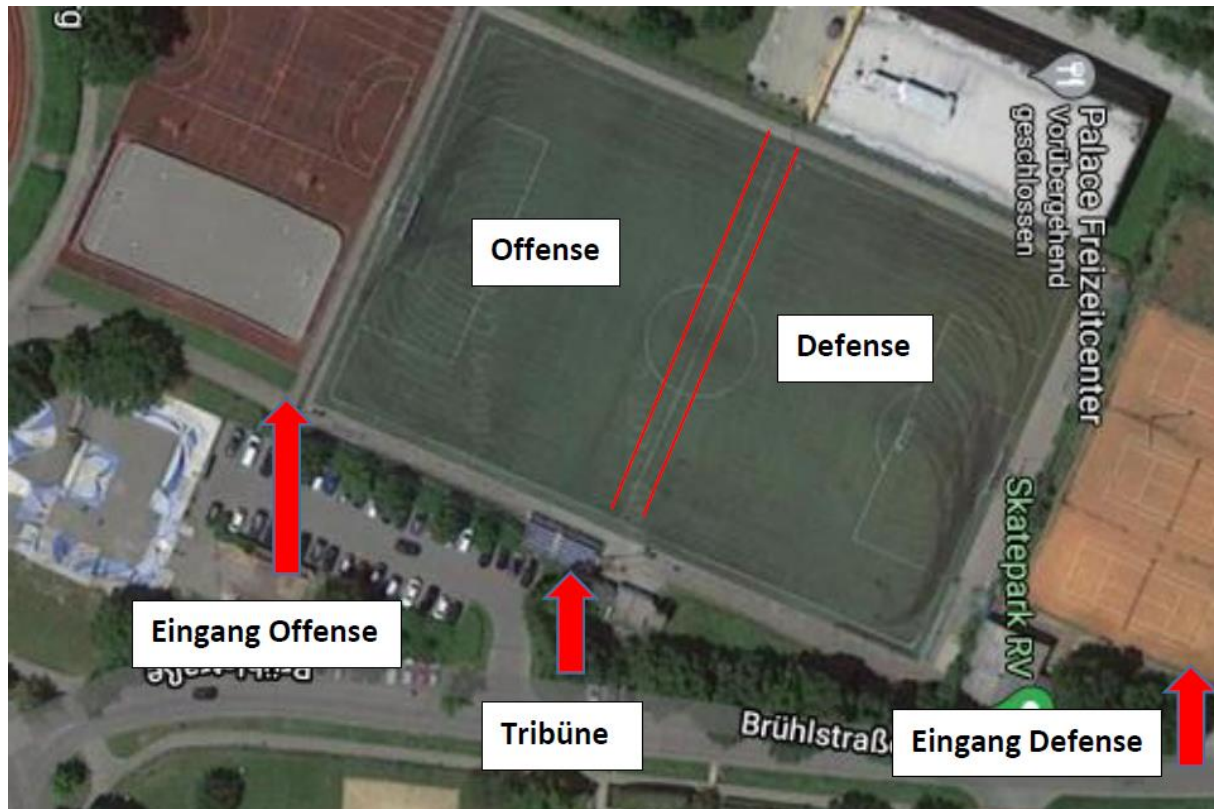 g
Palace Freizeitcenter
Vorübergehend
geschlossen
Offense
Defense
Skatepark RV
Eingang Offense
Tribüne
Brühlstraße
Eingang Defense